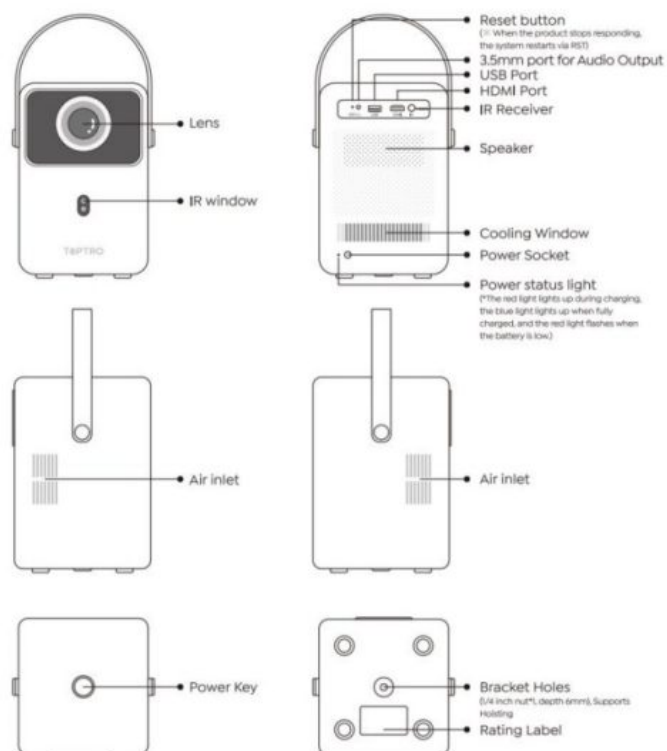 Lens
IR window
TOPTRO
Reset button
(※ When the product stops responding,
the system restarts via RST)
3.5mm port for Audio Output
USB Port
HDMI Port
IR Receiver
Speaker
Cooling Window
Power Socket
Power status light
(*The red light lights up during charging,
the blue light lights up when fully
charged, and the red light flashes when
the battery is low.)
Air inlet
Air inlet
Power Key
Bracket Holes
(1/4 inch nut*1, depth 6mm), Supports
Hoisting
Rating Label